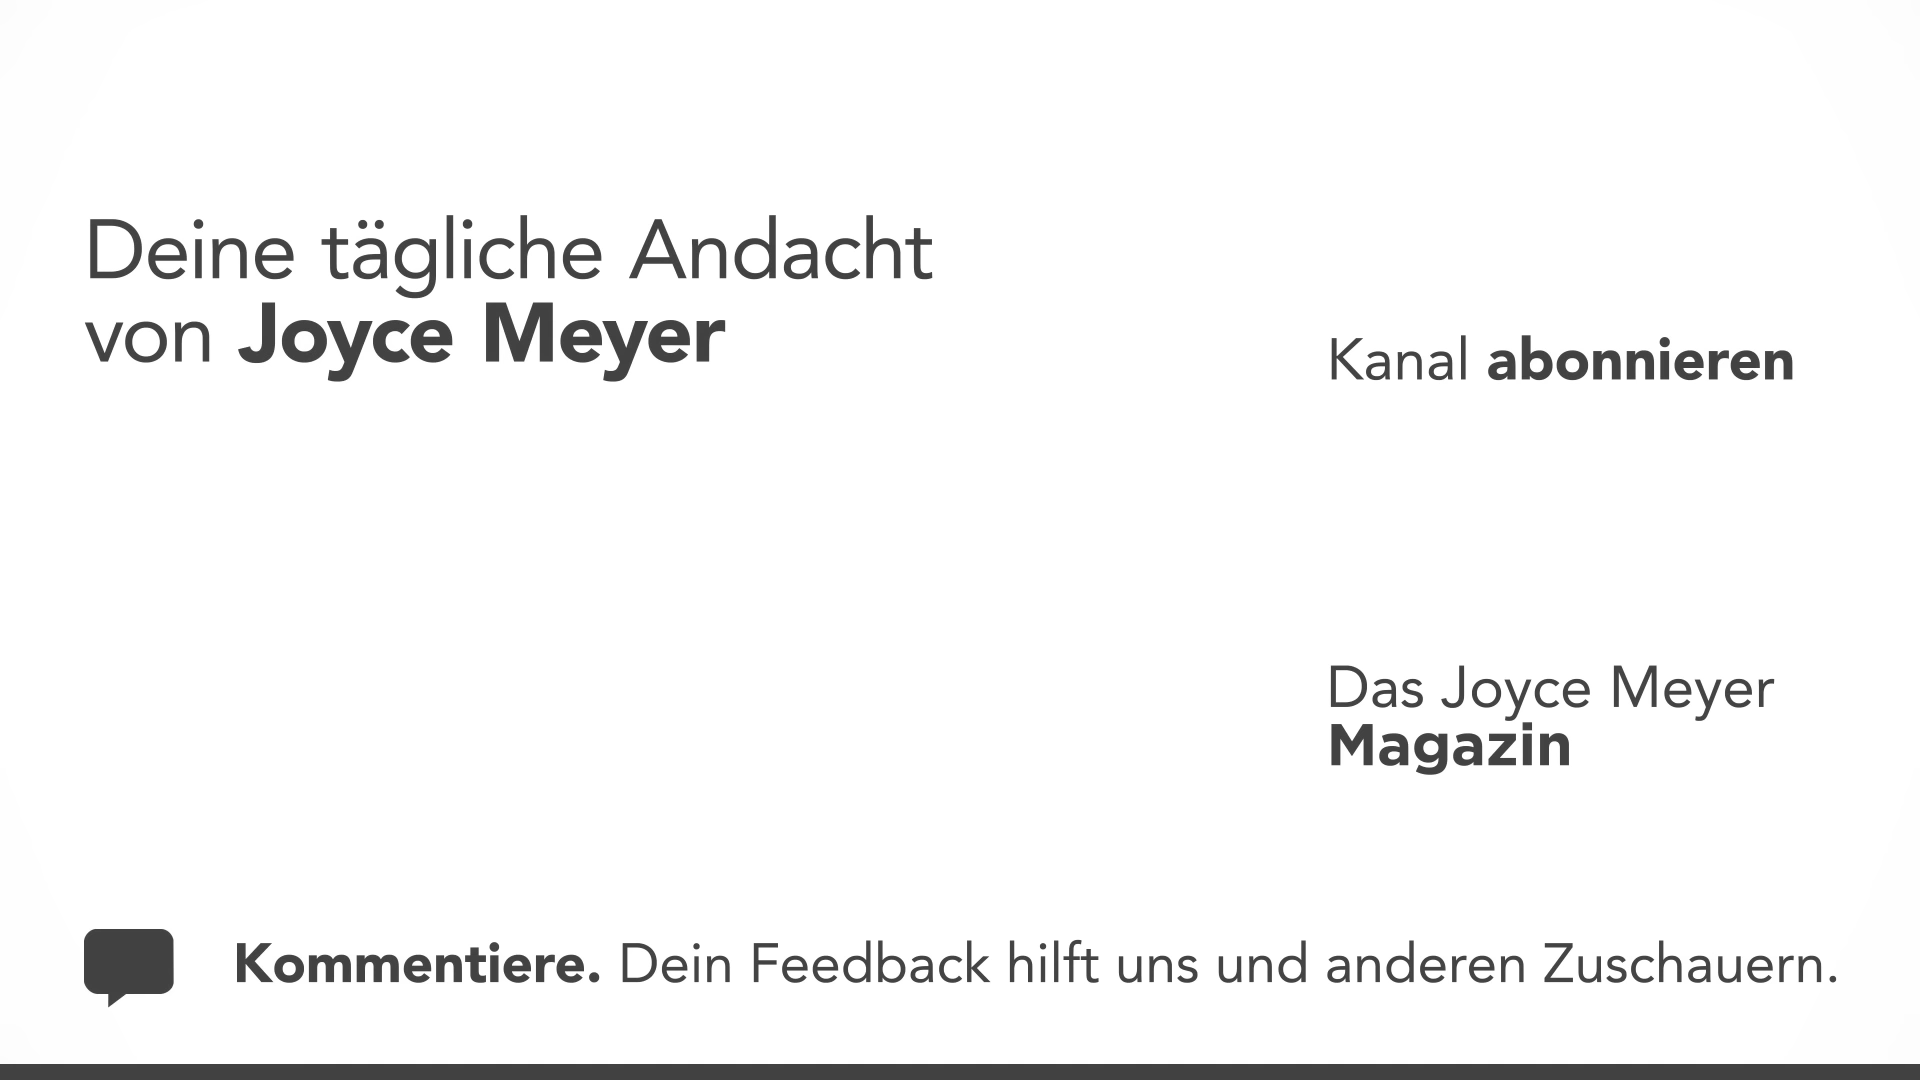 Deine tägliche Andacht
von Joyce Meyer
Kanal abonnieren
Das Joyce Meyer
Magazin
Kommentiere. Dein Feedback hilft uns und anderen Zuschauern.